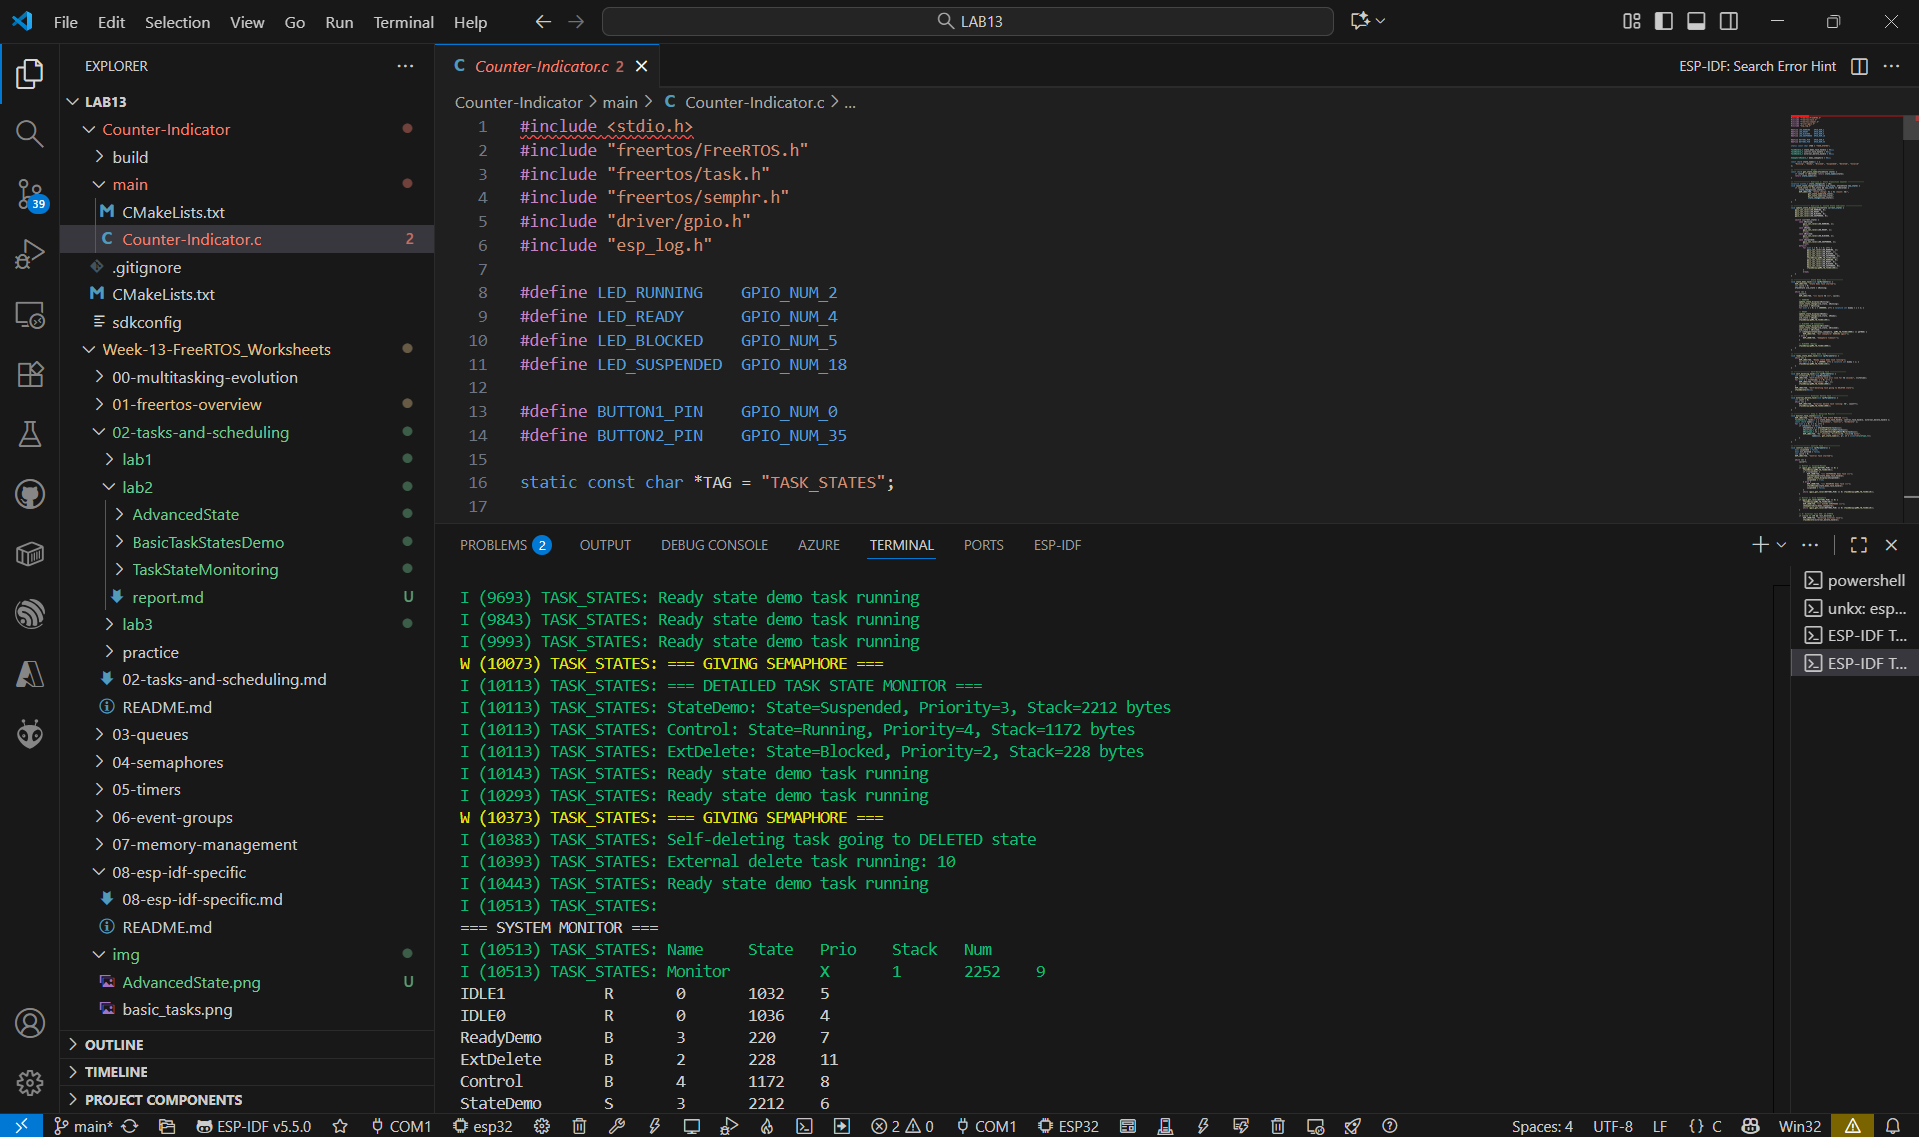 File Edit Selection View Go Run Terminal Help
LAB13
EXPLORER
LAB13
Counter-Indicator
build
main
CMakeLists.txt
Counter-Indicator.c 2
.gitignore
CMakeLists.txt
sdkconfig
Week-13-FreeRTOS_Worksheets
00-multitasking-evolution
01-freertos-overview
02-tasks-and-scheduling
lab1
lab2
AdvancedState
BasicTaskStatesDemo
TaskStateMonitoring
report.md U
lab3
practice
02-tasks-and-scheduling.md
README.md
03-queues
04-semaphores
05-timers
06-event-groups
07-memory-management
08-esp-idf-specific
08-esp-idf-specific.md
README.md
img
AdvancedState.png U
basic_tasks.png
OUTLINE
TIMELINE
PROJECT COMPONENTS
39
C Counter-Indicator.c 2
ESP-IDF: Search Error Hint
Counter-Indicator > main > C Counter-Indicator.c > ...
1 #include <stdio.h>
2 #include "freertos/FreeRTOS.h"
3 #include "freertos/task.h"
4 #include "freertos/semphr.h"
5 #include "driver/gpio.h"
6 #include "esp_log.h"
7
8 #define LED_RUNNING GPIO_NUM_2
9 #define LED_READY GPIO_NUM_4
10 #define LED_BLOCKED GPIO_NUM_5
11 #define LED_SUSPENDED GPIO_NUM_18
12
13 #define BUTTON1_PIN GPIO_NUM_0
14 #define BUTTON2_PIN GPIO_NUM_35
15
16 static const char *TAG = "TASK_STATES";
17
PROBLEMS 2 OUTPUT DEBUG CONSOLE AZURE TERMINAL PORTS ESP-IDF
I (9693) TASK_STATES: Ready state demo task running
I (9843) TASK_STATES: Ready state demo task running
I (9993) TASK_STATES: Ready state demo task running
W (10073) TASK_STATES: === GIVING SEMAPHORE ===
I (10113) TASK_STATES: === DETAILED TASK STATE MONITOR ===
I (10113) TASK_STATES: StateDemo: State=Suspended, Priority=3, Stack=2212 bytes
I (10113) TASK_STATES: Control: State=Running, Priority=4, Stack=1172 bytes
I (10113) TASK_STATES: ExtDelete: State=Blocked, Priority=2, Stack=228 bytes
I (10143) TASK_STATES: Ready state demo task running
I (10293) TASK_STATES: Ready state demo task running
W (10373) TASK_STATES: === GIVING SEMAPHORE ===
I (10383) TASK_STATES: Self-deleting task going to DELETED state
I (10393) TASK_STATES: External delete task running: 10
I (10443) TASK_STATES: Ready state demo task running
I (10513) TASK_STATES:
=== SYSTEM MONITOR ===
I (10513) TASK_STATES: Name State Prio Stack Num
I (10513) TASK_STATES: Monitor X 1 2252 9
IDLE1 R 0 1032 5
IDLE0 R 0 1036 4
ReadyDemo B 3 220 7
ExtDelete B 2 228 11
Control B 4 1172 8
StateDemo S 3 2212 6
powershell
unkx: esp...
ESP-IDF T...
ESP-IDF T...
main* ESP-IDF v5.5.0 COM1 esp32 2 0 COM1 ESP32 Spaces: 4 UTF-8 LF {} C Win32